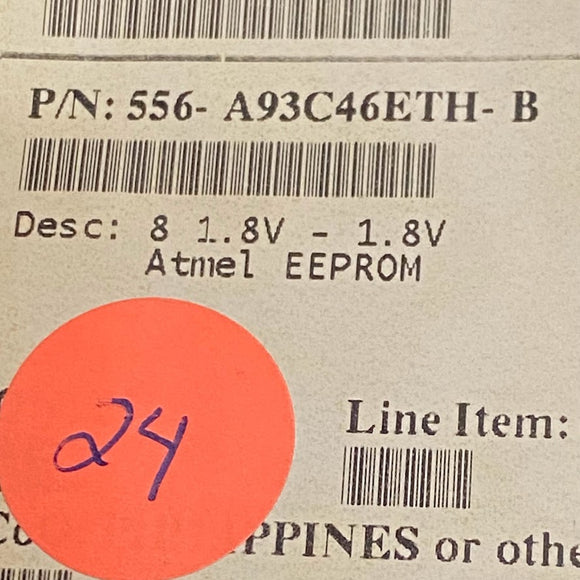 P/N: 556- A93C46ETH- B
Desc: 8 1.8V - 1.8V
Atmel EEPROM
24
Line Item:
PPINES or othe